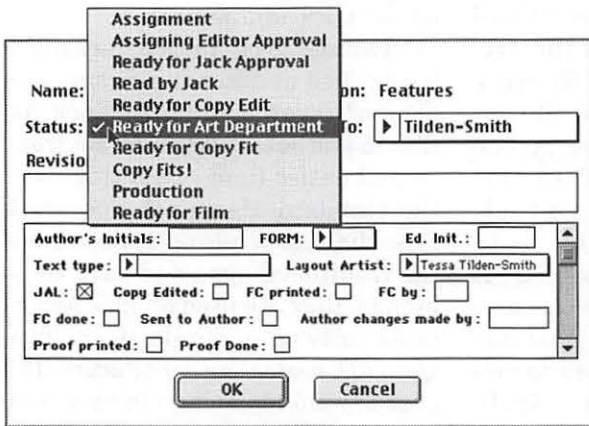 Assignment
Assigning Editor Approval
Ready for Jack Approval
Read by Jack
Ready for Copy Edit
Ready for Art Department
Ready for Copy Fit
Copy Fits!
Production
Ready for Film
Name: on: Features
Status: To: Tilden-Smith
Revisio
Author's Initials: FORM: Ed. Init.:
Text type: Layout Artist: Tessa Tilden-Smith
JAL: Copy Edited: FC printed: FC by:
FC done: Sent to Author: Author changes made by:
Proof printed: Proof Done:
OK Cancel